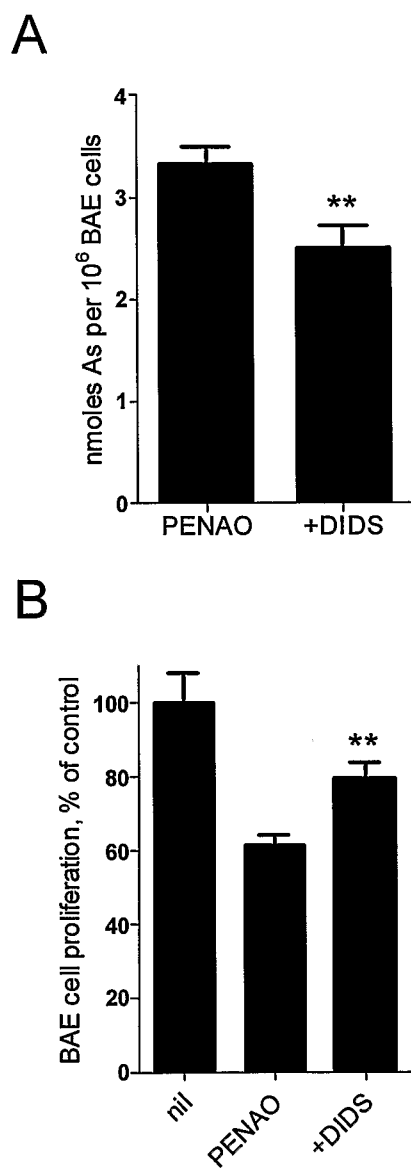 A
nmoles As per 10⁶ BAE cells
4
3
2
1
0
**
PENAO +DIDS
B
BAE cell proliferation, % of control
100
80
60
40
20
0
**
nil PENAO +DIDS